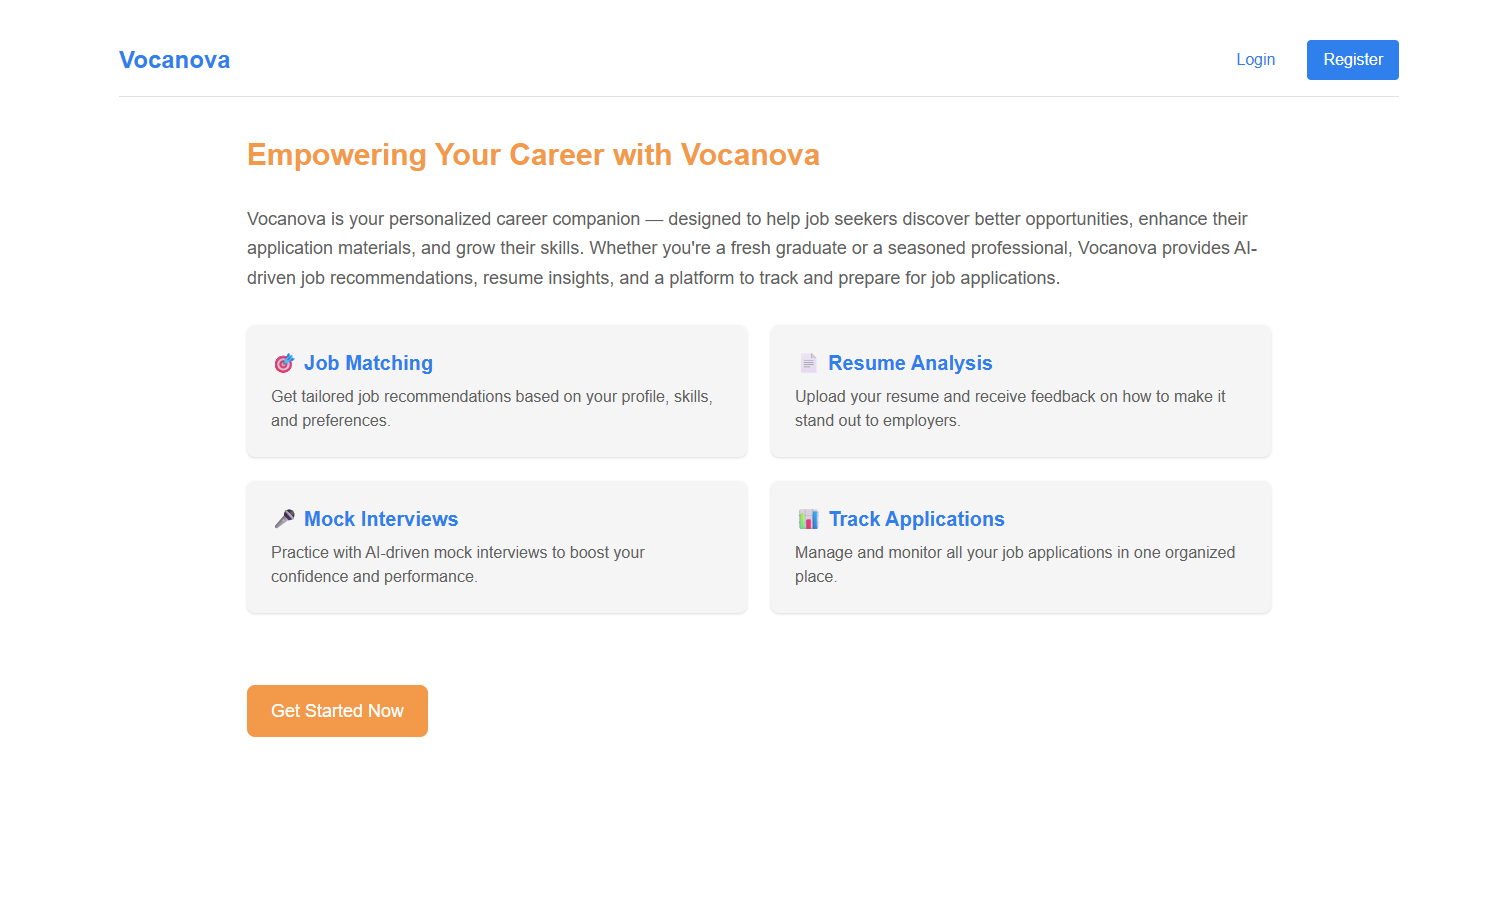 Vocanova
Login
Register
Empowering Your Career with Vocanova
Vocanova is your personalized career companion — designed to help job seekers discover better opportunities, enhance their
application materials, and grow their skills. Whether you're a fresh graduate or a seasoned professional, Vocanova provides AI-
driven job recommendations, resume insights, and a platform to track and prepare for job applications.
Job Matching
Get tailored job recommendations based on your profile, skills,
and preferences.
Resume Analysis
Upload your resume and receive feedback on how to make it
stand out to employers.
Mock Interviews
Practice with AI-driven mock interviews to boost your
confidence and performance.
Track Applications
Manage and monitor all your job applications in one organized
place.
Get Started Now